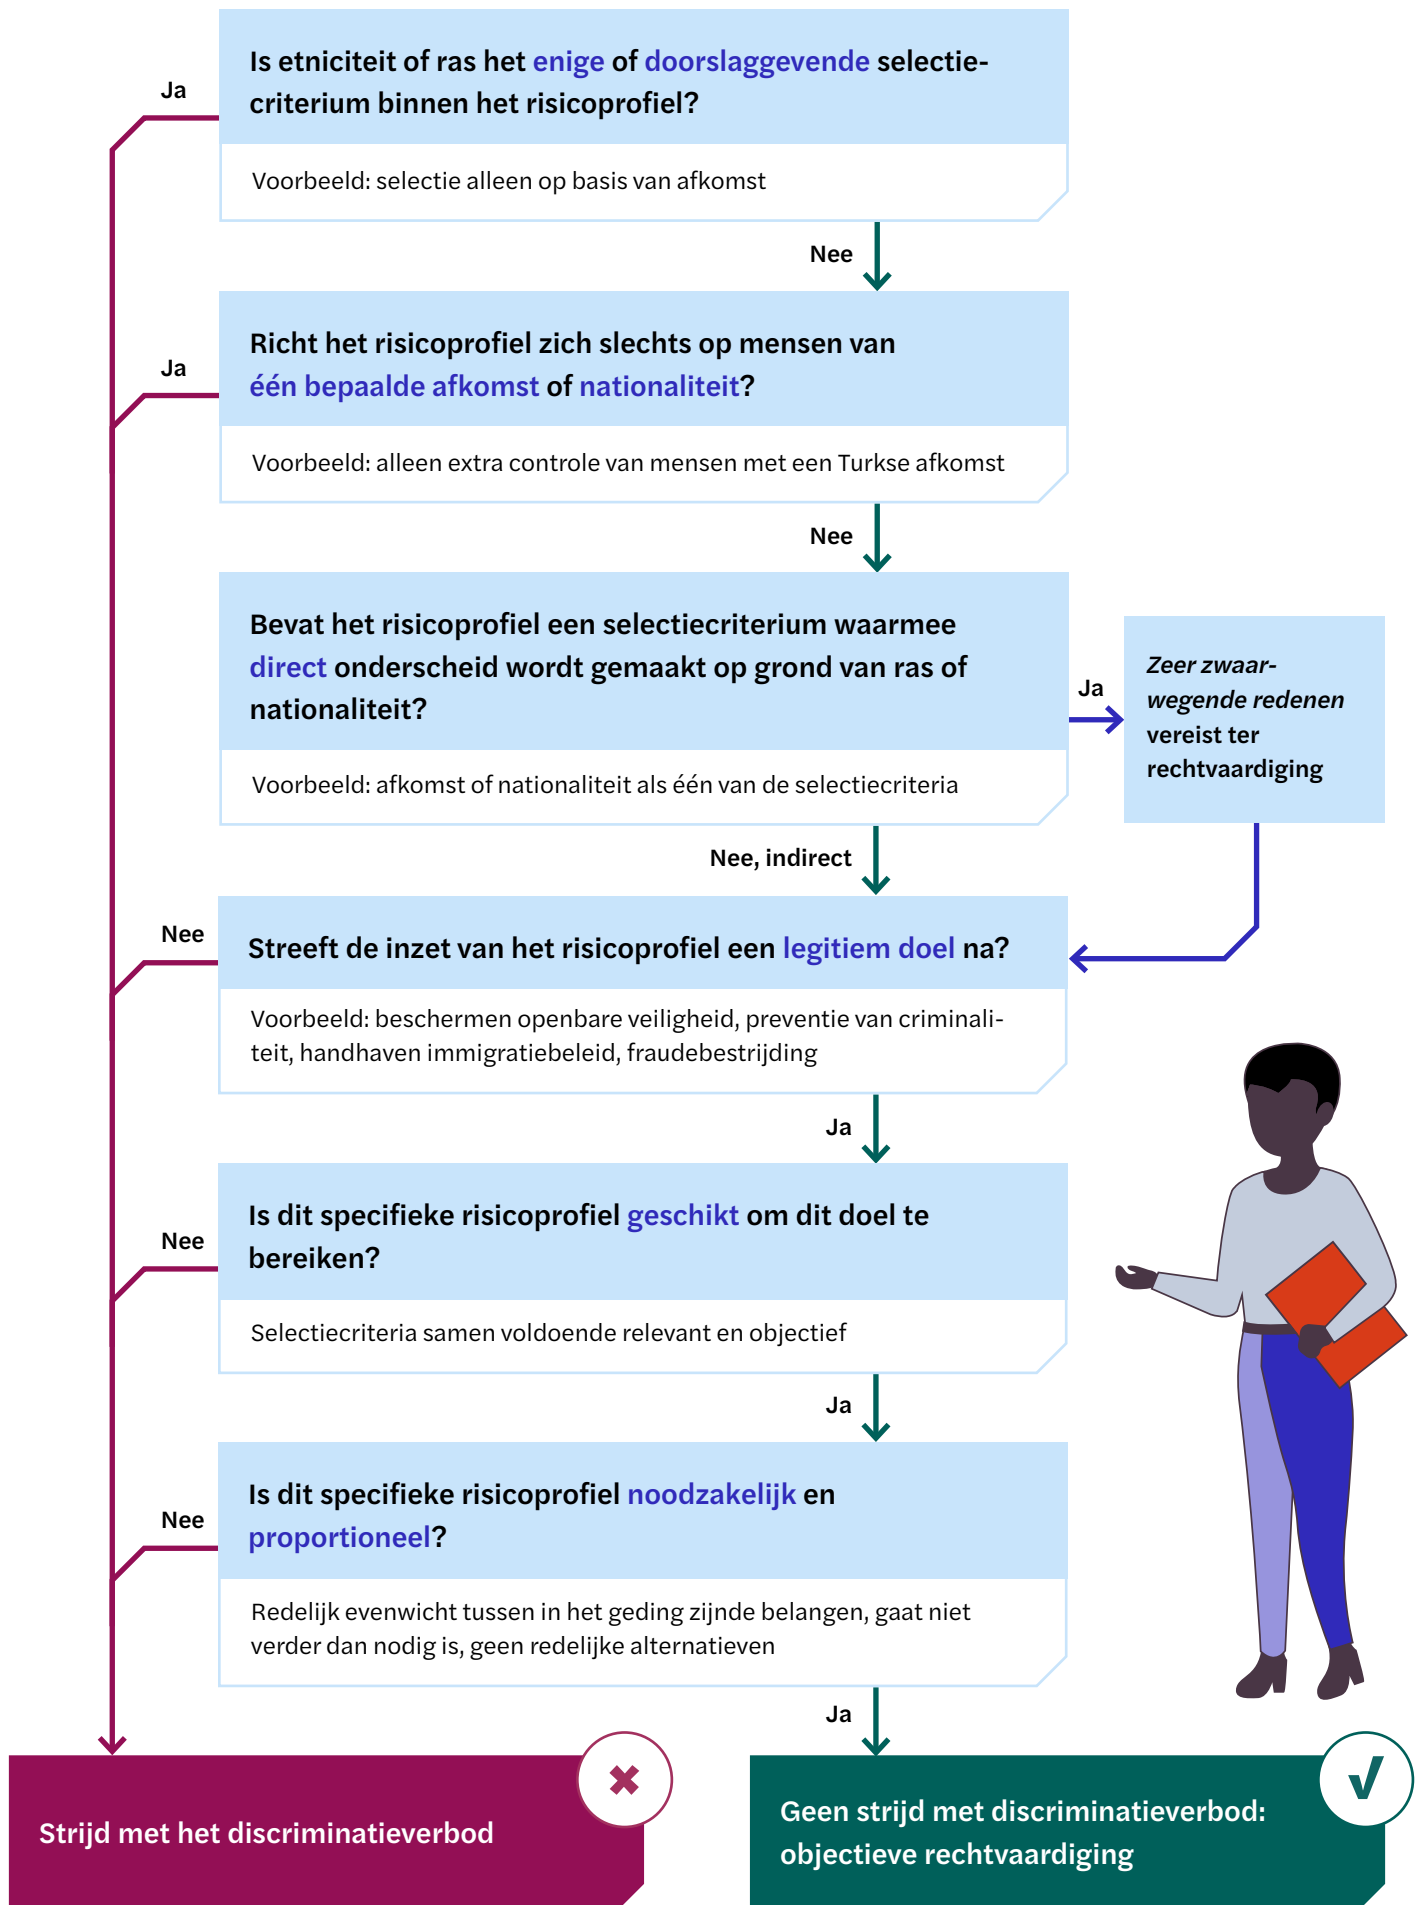 Is etniciteit of ras het enige of doorslaggevende selectie-
criterium binnen het risicoprofiel?
Ja
Voorbeeld: selectie alleen op basis van afkomst
Nee
Richt het risicoprofiel zich slechts op mensen van
één bepaalde afkomst of nationaliteit?
Ja
Voorbeeld: alleen extra controle van mensen met een Turkse afkomst
Nee
Bevat het risicoprofiel een selectiecriterium waarmee
direct onderscheid wordt gemaakt op grond van ras of
nationaliteit?
Voorbeeld: afkomst of nationaliteit als één van de selectiecriteria
Ja
Zeer zwaar-
wegende redenen
vereist ter
rechtvaardiging
Nee, indirect
Nee
Streeft de inzet van het risicoprofiel een legitiem doel na?
Voorbeeld: beschermen openbare veiligheid, preventie van criminali-
teit, handhaven immigratiebeleid, fraudebestrijding
Ja
Is dit specifieke risicoprofiel geschikt om dit doel te
bereiken?
Nee
Selectiecriteria samen voldoende relevant en objectief
Ja
Is dit specifieke risicoprofiel noodzakelijk en
proportioneel?
Nee
Redelijk evenwicht tussen in het geding zijnde belangen, gaat niet
verder dan nodig is, geen redelijke alternatieven
Ja
Strijd met het discriminatieverbod
Geen strijd met discriminatieverbod:
objectieve rechtvaardiging